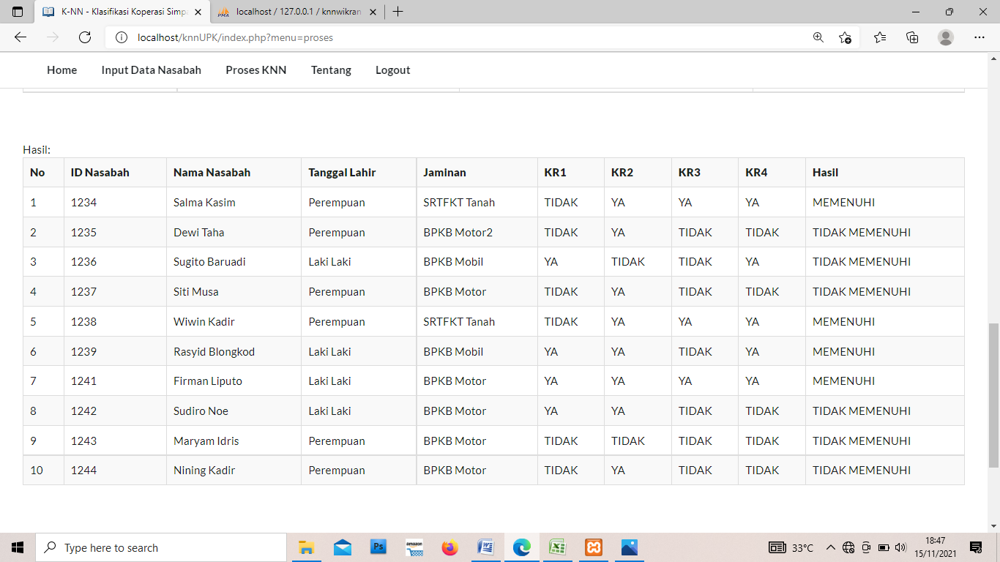 K-NN - Klasifikasi Koperasi Simp
localhost / 127.0.0.1 / knnwikran
localhost/knnUPK/index.php?menu=proses
Home Input Data Nasabah Proses KNN Tentang Logout
Hasil:
No ID Nasabah Nama Nasabah Tanggal Lahir Jaminan KR1 KR2 KR3 KR4 Hasil
1 1234 Salma Kasim Perempuan SRTFKT Tanah TIDAK YA YA YA MEMENUHI
2 1235 Dewi Taha Perempuan BPKB Motor2 TIDAK YA TIDAK TIDAK TIDAK MEMENUHI
3 1236 Sugito Baruadi Laki Laki BPKB Mobil YA TIDAK TIDAK YA TIDAK MEMENUHI
4 1237 Siti Musa Perempuan BPKB Motor TIDAK YA TIDAK TIDAK TIDAK MEMENUHI
5 1238 Wiwin Kadir Perempuan SRTFKT Tanah TIDAK YA YA YA MEMENUHI
6 1239 Rasyid Blongkod Laki Laki BPKB Mobil YA YA TIDAK YA MEMENUHI
7 1241 Firman Liputo Laki Laki BPKB Motor YA YA YA YA MEMENUHI
8 1242 Sudiro Noe Laki Laki BPKB Motor YA YA TIDAK TIDAK TIDAK MEMENUHI
9 1243 Maryam Idris Perempuan BPKB Motor TIDAK TIDAK TIDAK TIDAK TIDAK MEMENUHI
10 1244 Nining Kadir Perempuan BPKB Motor TIDAK YA TIDAK TIDAK TIDAK MEMENUHI
Type here to search
Ps
amazon
33°C
18:47
15/11/2021